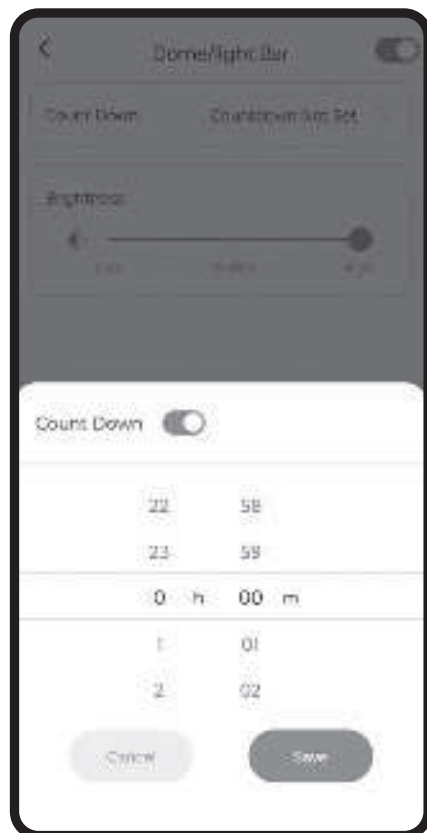 Dome/light Bar
Count Down Countdown Not Set
Brightness
Count Down
22 58
23 59
0 h 00 m
1 01
2 02
Cancel Save